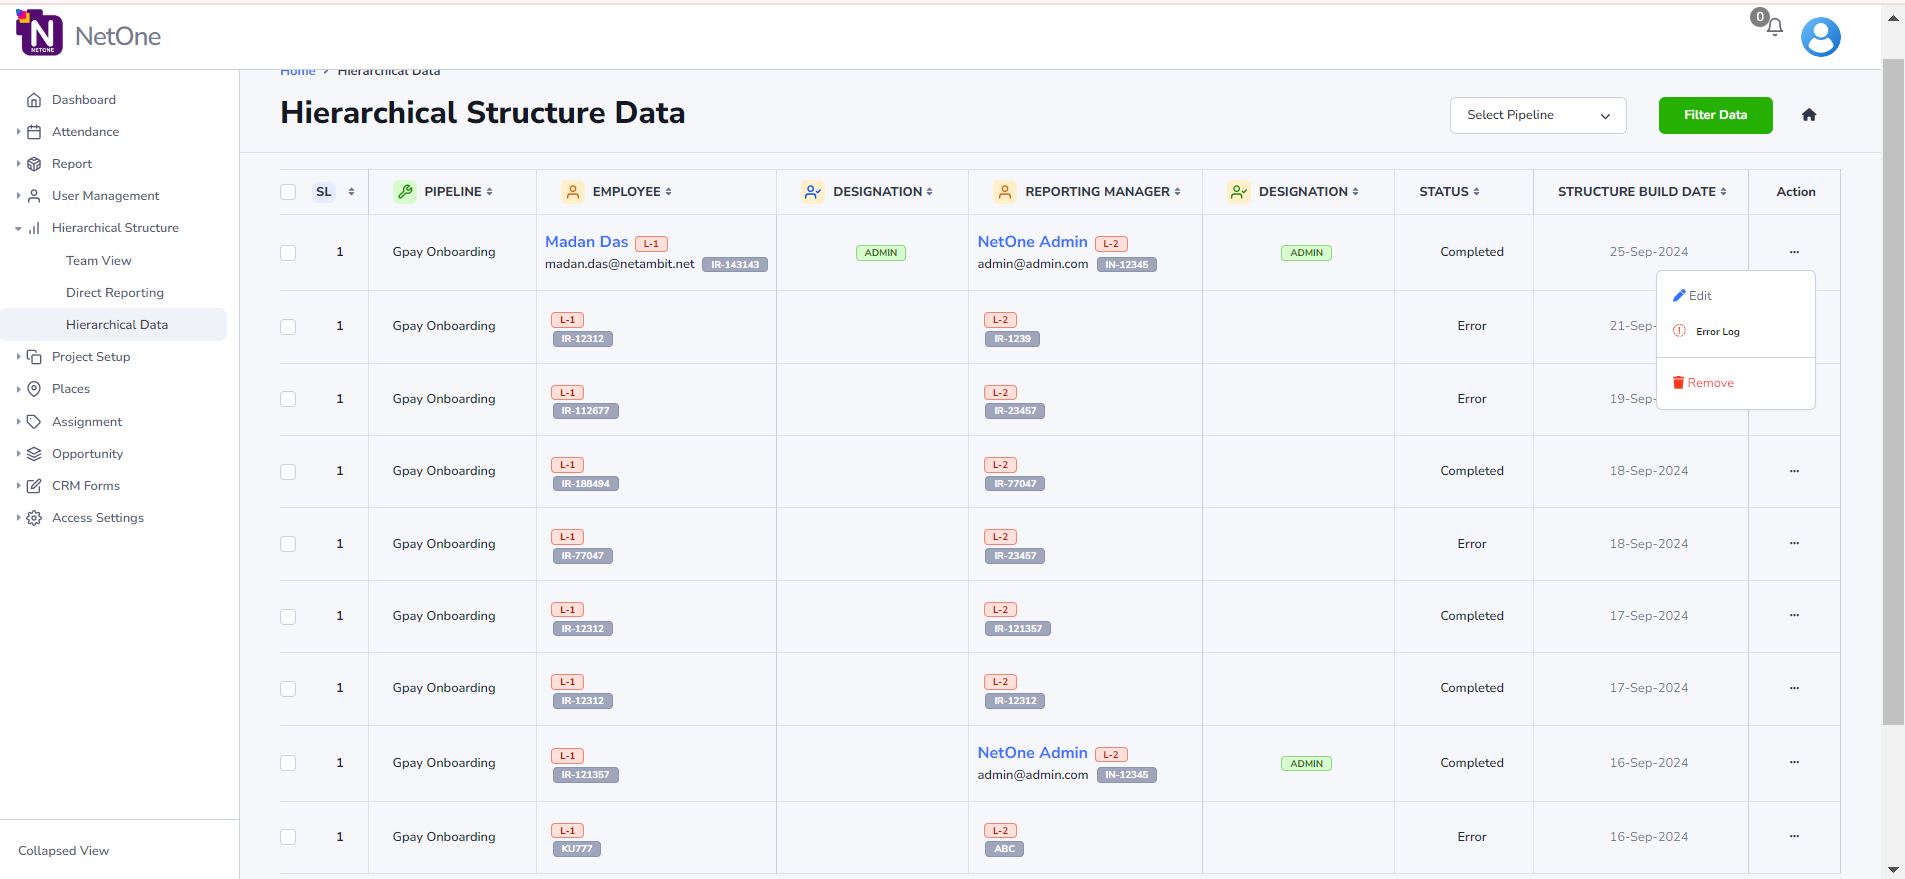 N
NETONE
NetOne
0
Dashboard
Attendance
Report
User Management
Hierarchical Structure
Team View
Direct Reporting
Hierarchical Data
Project Setup
Places
Assignment
Opportunity
CRM Forms
Access Settings
Collapsed View
Home › Hierarchical Data
Hierarchical Structure Data
Select Pipeline
Filter Data
SL PIPELINE EMPLOYEE DESIGNATION REPORTING MANAGER DESIGNATION STATUS STRUCTURE BUILD DATE Action
1 Gpay Onboarding Madan Das L-1 ADMIN NetOne Admin L-2 ADMIN Completed 25-Sep-2024 ...
madan.das@netambit.net IR-143143 admin@admin.com IN-12345
Edit
Error Log
Remove
1 Gpay Onboarding L-1 L-2 Error 21-Sep-
IR-12312 IR-1239
1 Gpay Onboarding L-1 L-2 Error 19-Sep-
IR-112677 IR-23457
1 Gpay Onboarding L-1 L-2 Completed 18-Sep-2024 ...
IR-188494 IR-77047
1 Gpay Onboarding L-1 L-2 Error 18-Sep-2024 ...
IR-77047 IR-23457
1 Gpay Onboarding L-1 L-2 Completed 17-Sep-2024 ...
IR-12312 IR-121357
1 Gpay Onboarding L-1 L-2 Completed 17-Sep-2024 ...
IR-12312 IR-12312
1 Gpay Onboarding L-1 NetOne Admin L-2 ADMIN Completed 16-Sep-2024 ...
IR-121357 admin@admin.com IN-12345
1 Gpay Onboarding L-1 L-2 Error 16-Sep-2024 ...
KU777 ABC